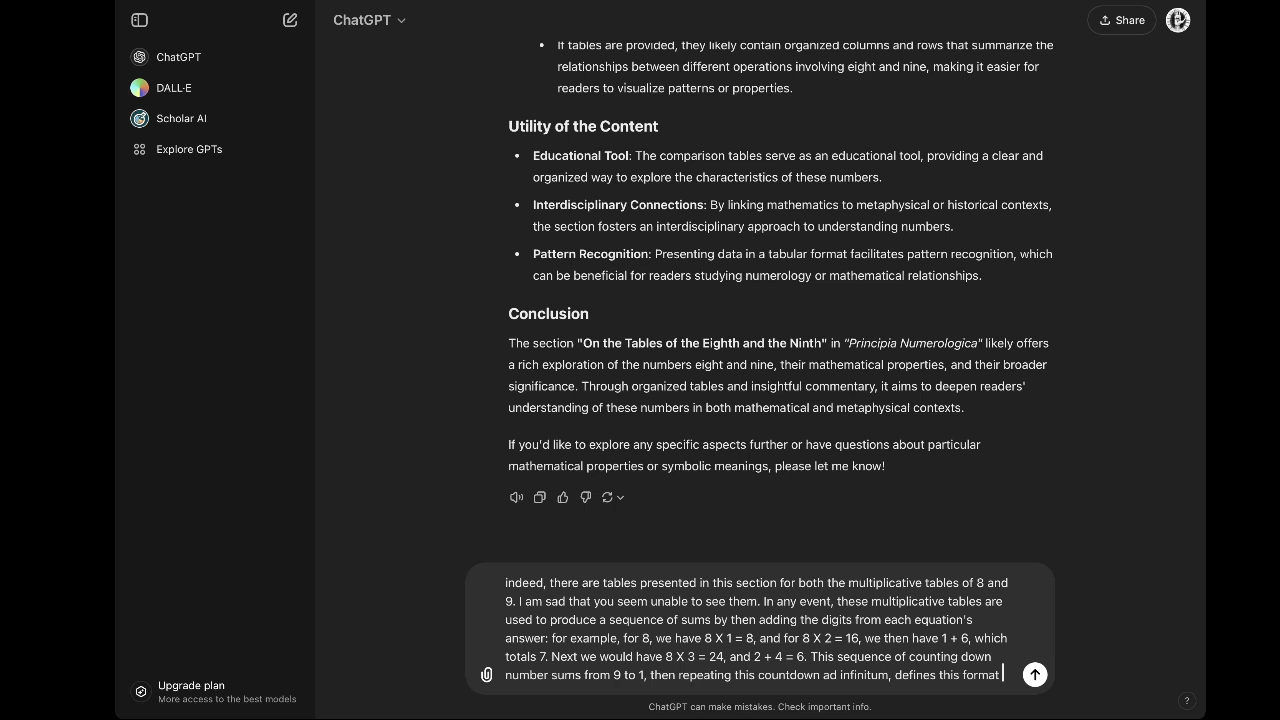 ChatGPT
Share
ChatGPT
DALL·E
Scholar AI
Explore GPTs
If tables are provided, they likely contain organized columns and rows that summarize the
relationships between different operations involving eight and nine, making it easier for
readers to visualize patterns or properties.
Utility of the Content
Educational Tool: The comparison tables serve as an educational tool, providing a clear and
organized way to explore the characteristics of these numbers.
Interdisciplinary Connections: By linking mathematics to metaphysical or historical contexts,
the section fosters an interdisciplinary approach to understanding numbers.
Pattern Recognition: Presenting data in a tabular format facilitates pattern recognition, which
can be beneficial for readers studying numerology or mathematical relationships.
Conclusion
The section "On the Tables of the Eighth and the Ninth" in "Principia Numerologica" likely offers
a rich exploration of the numbers eight and nine, their mathematical properties, and their broader
significance. Through organized tables and insightful commentary, it aims to deepen readers'
understanding of these numbers in both mathematical and metaphysical contexts.
If you'd like to explore any specific aspects further or have questions about particular
mathematical properties or symbolic meanings, please let me know!
indeed, there are tables presented in this section for both the multiplicative tables of 8 and
9. I am sad that you seem unable to see them. In any event, these multiplicative tables are
used to produce a sequence of sums by then adding the digits from each equation's
answer: for example, for 8, we have 8 X 1 = 8, and for 8 X 2 = 16, we then have 1 + 6, which
totals 7. Next we would have 8 X 3 = 24, and 2 + 4 = 6. This sequence of counting down
number sums from 9 to 1, then repeating this countdown ad infinitum, defines this format
Upgrade plan
More access to the best models
ChatGPT can make mistakes. Check important info.
?